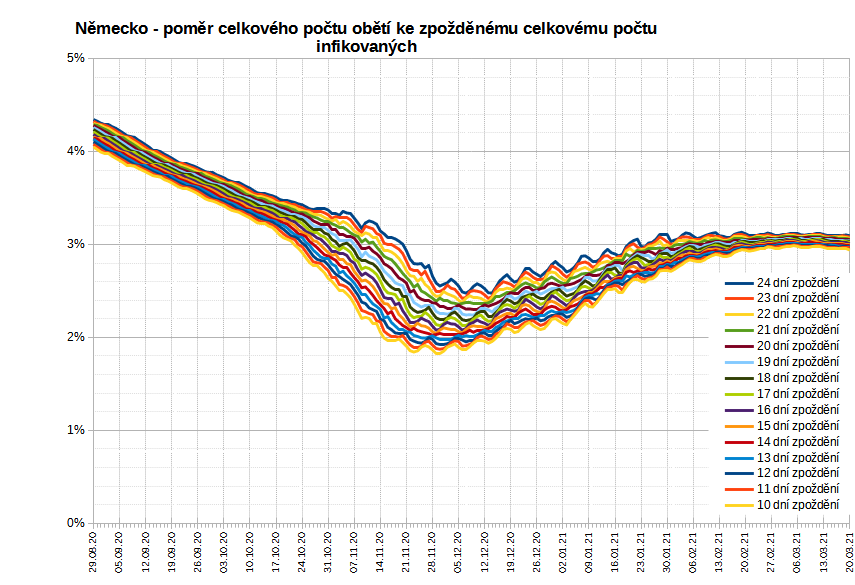 Německo - poměr celkového počtu obětí ke zpožděnému celkovému počtu
infikovaných
5%
4%
3%
2%
1%
0%
24 dní zpoždění
23 dní zpoždění
22 dní zpoždění
21 dní zpoždění
20 dní zpoždění
19 dní zpoždění
18 dní zpoždění
17 dní zpoždění
16 dní zpoždění
15 dní zpoždění
14 dní zpoždění
13 dní zpoždění
12 dní zpoždění
11 dní zpoždění
10 dní zpoždění
29.08.20
05.09.20
12.09.20
19.09.20
26.09.20
03.10.20
10.10.20
17.10.20
24.10.20
31.10.20
07.11.20
14.11.20
21.11.20
28.11.20
05.12.20
12.12.20
19.12.20
26.12.20
02.01.21
09.01.21
16.01.21
23.01.21
30.01.21
06.02.21
13.02.21
20.02.21
27.02.21
06.03.21
13.03.21
20.03.21